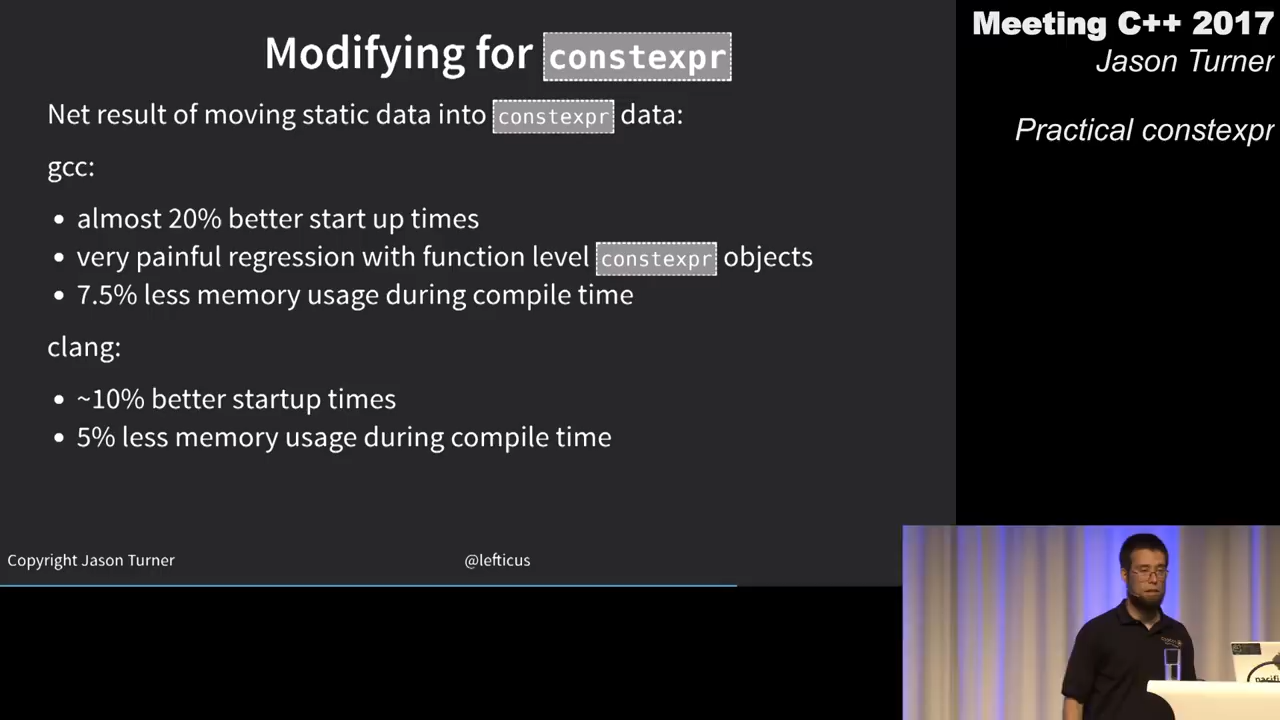 Modifying for constexpr
Net result of moving static data into constexpr data:
gcc:
• almost 20% better start up times
• very painful regression with function level constexpr objects
• 7.5% less memory usage during compile time
clang:
• ~10% better startup times
• 5% less memory usage during compile time
Copyright Jason Turner
@lefticus
Meeting C++ 2017
Jason Turner
Practical constexpr